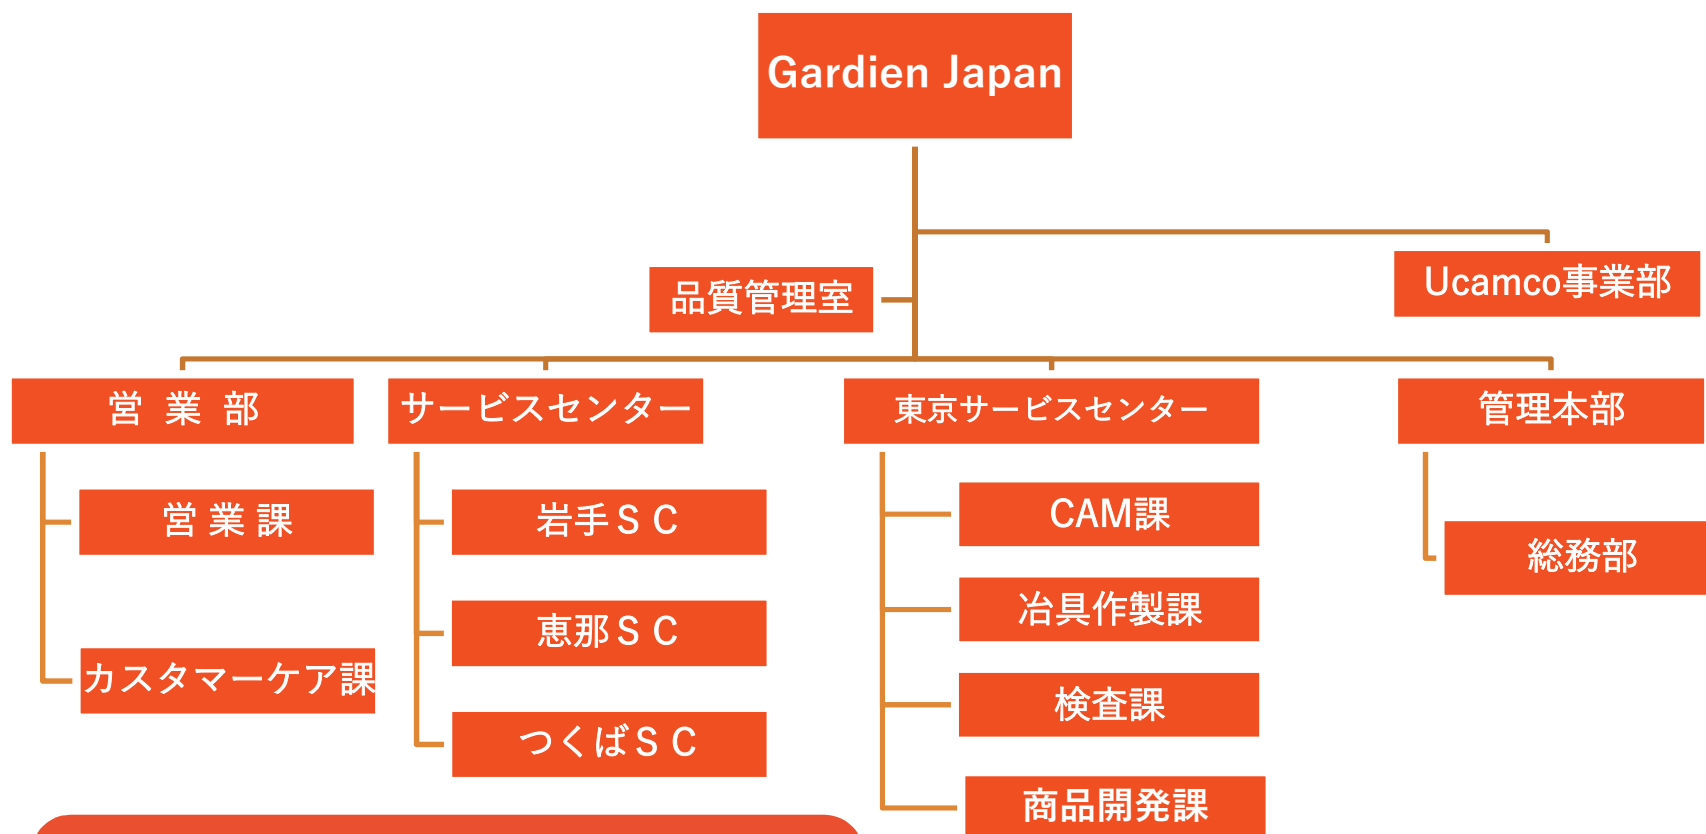 Gardien Japan
Ucamco事業部
品質管理室
営 業 部
サービスセンター
東京サービスセンター
管理本部
営 業 課
カスタマーケア課
岩手ＳＣ
恵那ＳＣ
つくばＳＣ
CAM課
冶具作製課
検査課
商品開発課
総務部